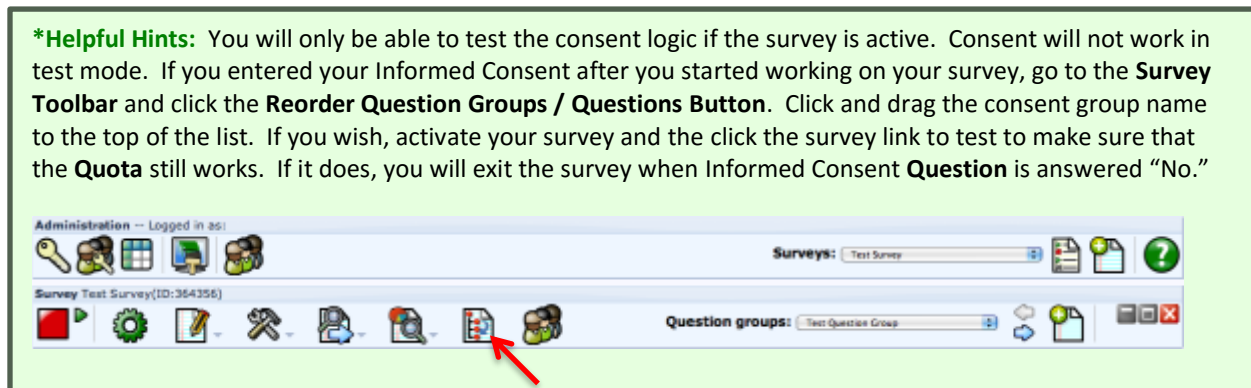 *Helpful Hints: You will only be able to test the consent logic if the survey is active. Consent will not work in
test mode. If you entered your Informed Consent after you started working on your survey, go to the Survey
Toolbar and click the Reorder Question Groups / Questions Button. Click and drag the consent group name
to the top of the list. If you wish, activate your survey and the click the survey link to test to make sure that
the Quota still works. If it does, you will exit the survey when Informed Consent Question is answered “No.”
Administration -- Logged in as:
Surveys: Test Survey
Survey Test Survey(ID:364356)
Question groups: Test Question Group